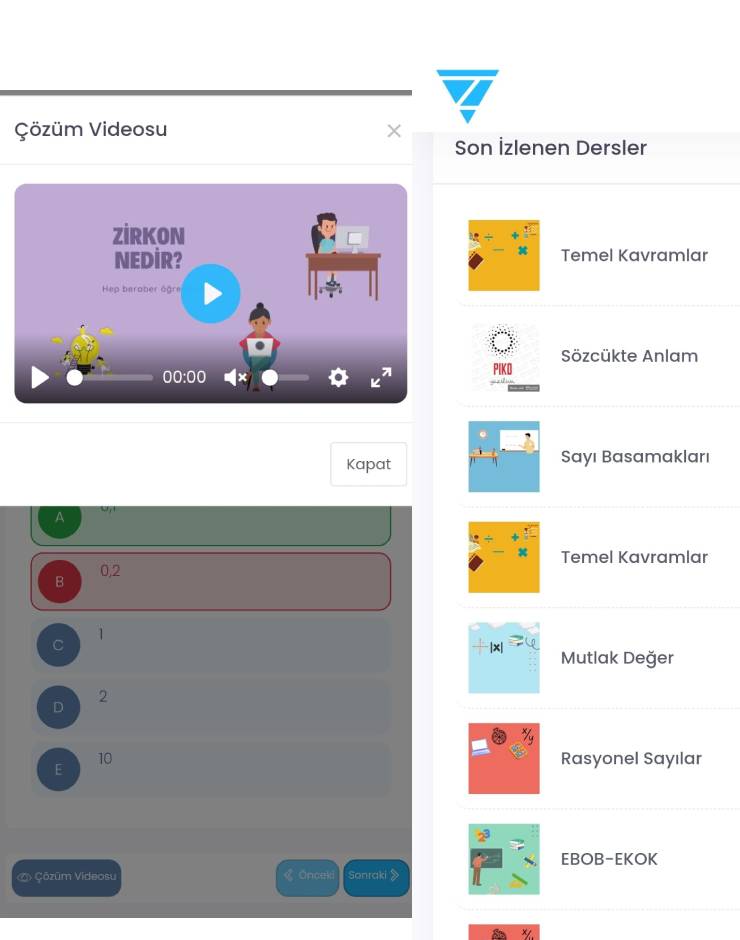 Çözüm Videosu
ZİRKON
NEDİR?
Hep beraber öğre
00:00
Kapat
A
0,1
B
0,2
C
1
D
2
E
10
Çözüm Videosu
Önceki
Sonraki
Son İzlenen Dersler
Temel Kavramlar
PIKO
Sözcükte Anlam
Sayı Basamakları
Temel Kavramlar
|x|
Mutlak Değer
x/y
Rasyonel Sayılar
123
EBOB-EKOK
x/y